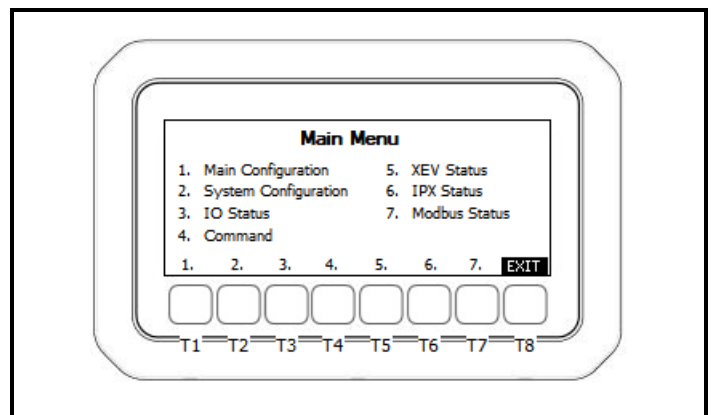 Main Menu
1. Main Configuration 5. XEV Status
2. System Configuration 6. IPX Status
3. IO Status 7. Modbus Status
4. Command
1. 2. 3. 4. 5. 6. 7. EXIT
T1 T2 T3 T4 T5 T6 T7 T8